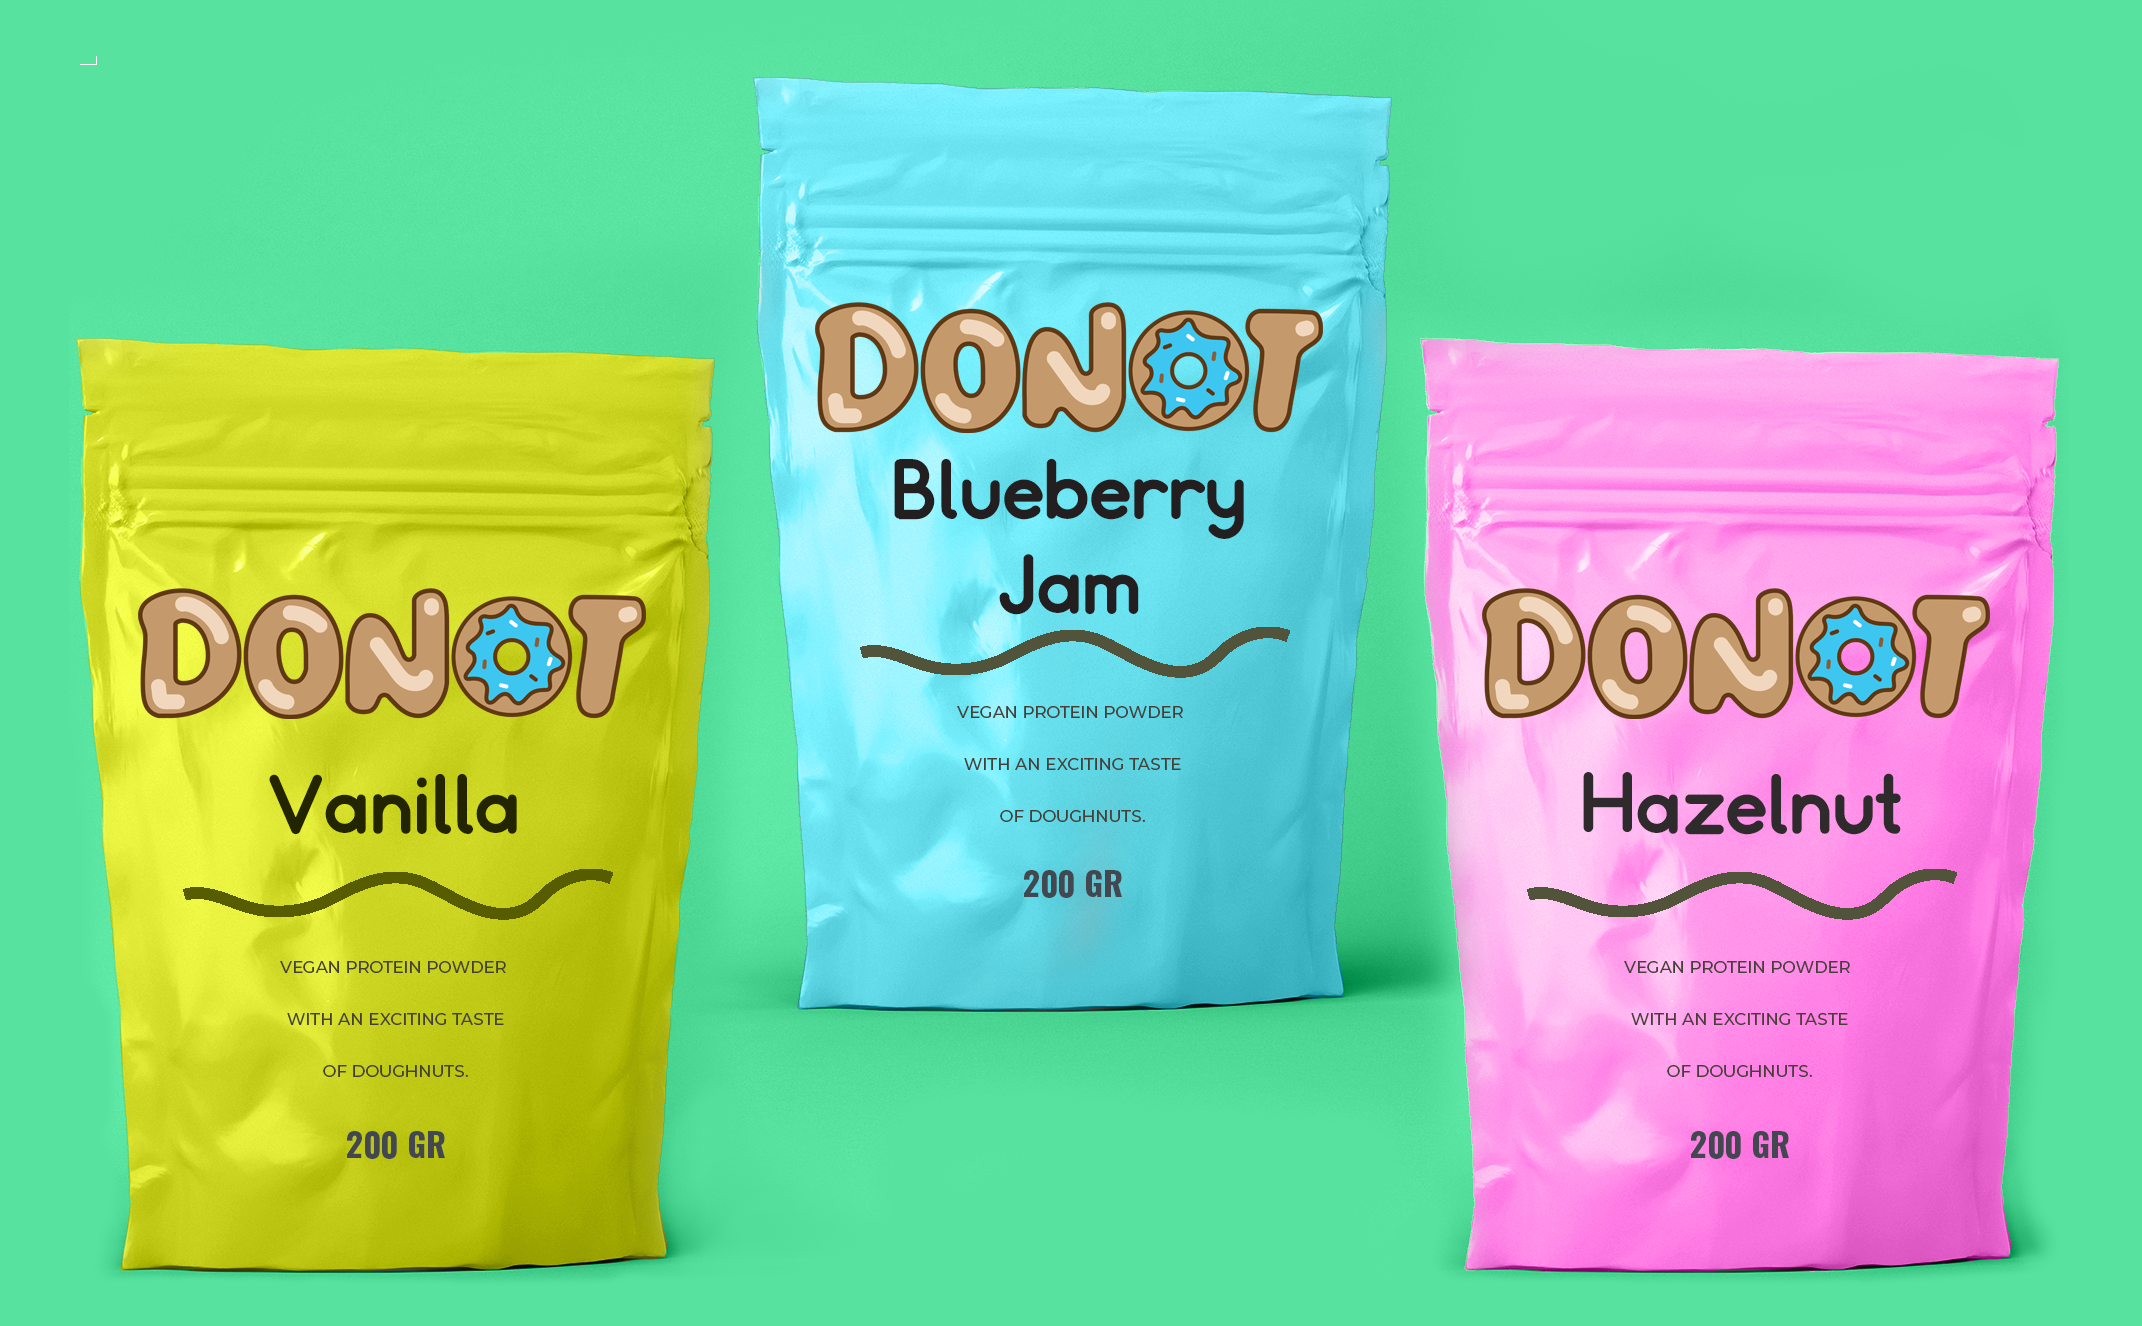 DONOT
Vanilla
VEGAN PROTEIN POWDER
WITH AN EXCITING TASTE
OF DOUGHNUTS.
200 GR
DONOT
Blueberry
Jam
VEGAN PROTEIN POWDER
WITH AN EXCITING TASTE
OF DOUGHNUTS.
200 GR
DONOT
Hazelnut
VEGAN PROTEIN POWDER
WITH AN EXCITING TASTE
OF DOUGHNUTS.
200 GR